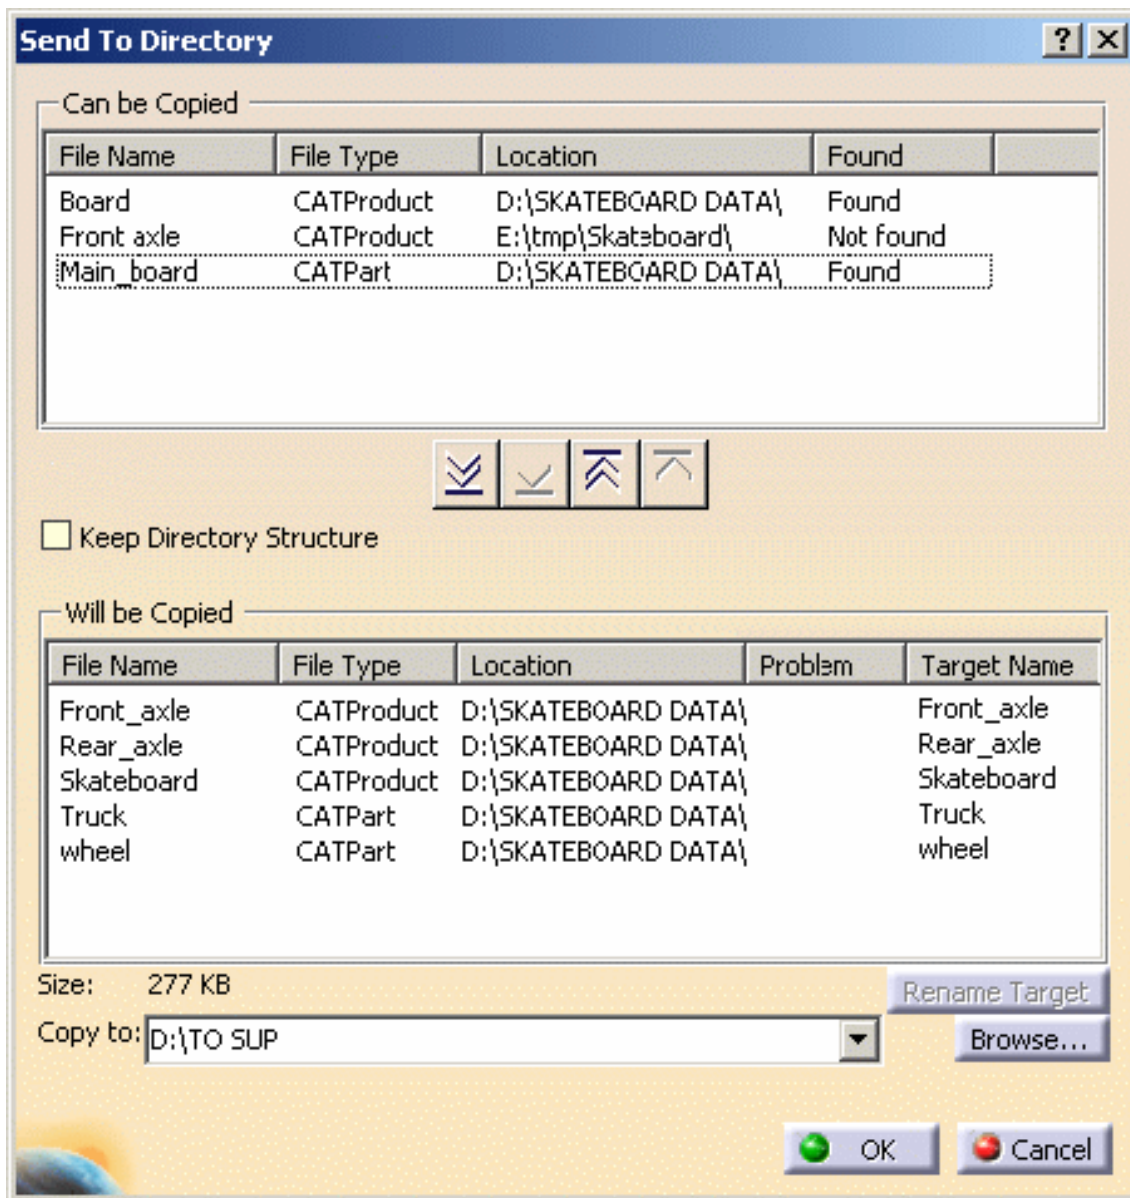 Send To Directory
Can be Copied
File Name File Type Location Found
Board CATProduct D:\SKATEBOARD DATA\ Found
Front axle CATProduct E:\tmp\Skateboard\ Not found
Main_board CATPart D:\SKATEBOARD DATA\ Found
Keep Directory Structure
Will be Copied
File Name File Type Location Problem Target Name
Front_axle CATProduct D:\SKATEBOARD DATA\ Front_axle
Rear_axle CATProduct D:\SKATEBOARD DATA\ Rear_axle
Skateboard CATProduct D:\SKATEBOARD DATA\ Skateboard
Truck CATPart D:\SKATEBOARD DATA\ Truck
wheel CATPart D:\SKATEBOARD DATA\ wheel
Size: 277 KB
Rename Target
Copy to: D:\TO SUP
Browse...
OK Cancel